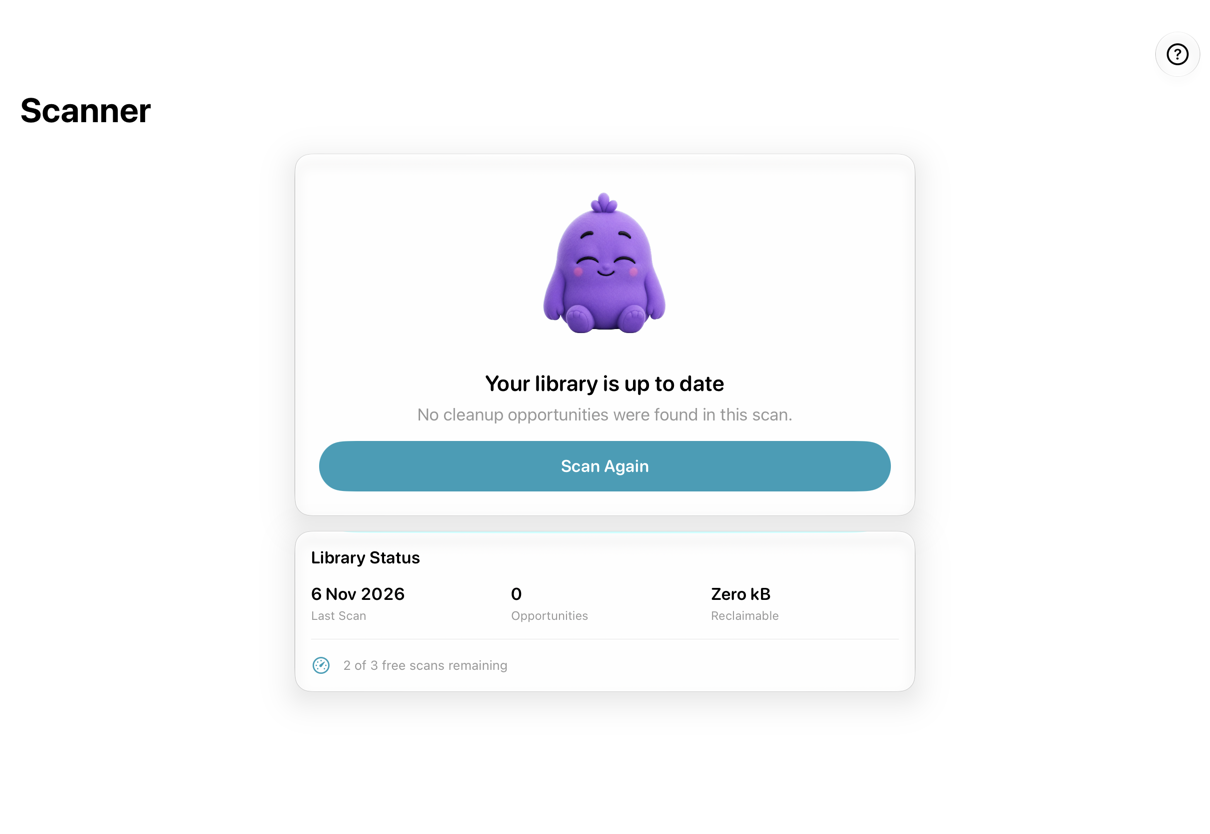 ?
Scanner
Your library is up to date
No cleanup opportunities were found in this scan.
Scan Again
Library Status
6 Nov 2026
0
Zero kB
Last Scan
Opportunities
Reclaimable
2 of 3 free scans remaining